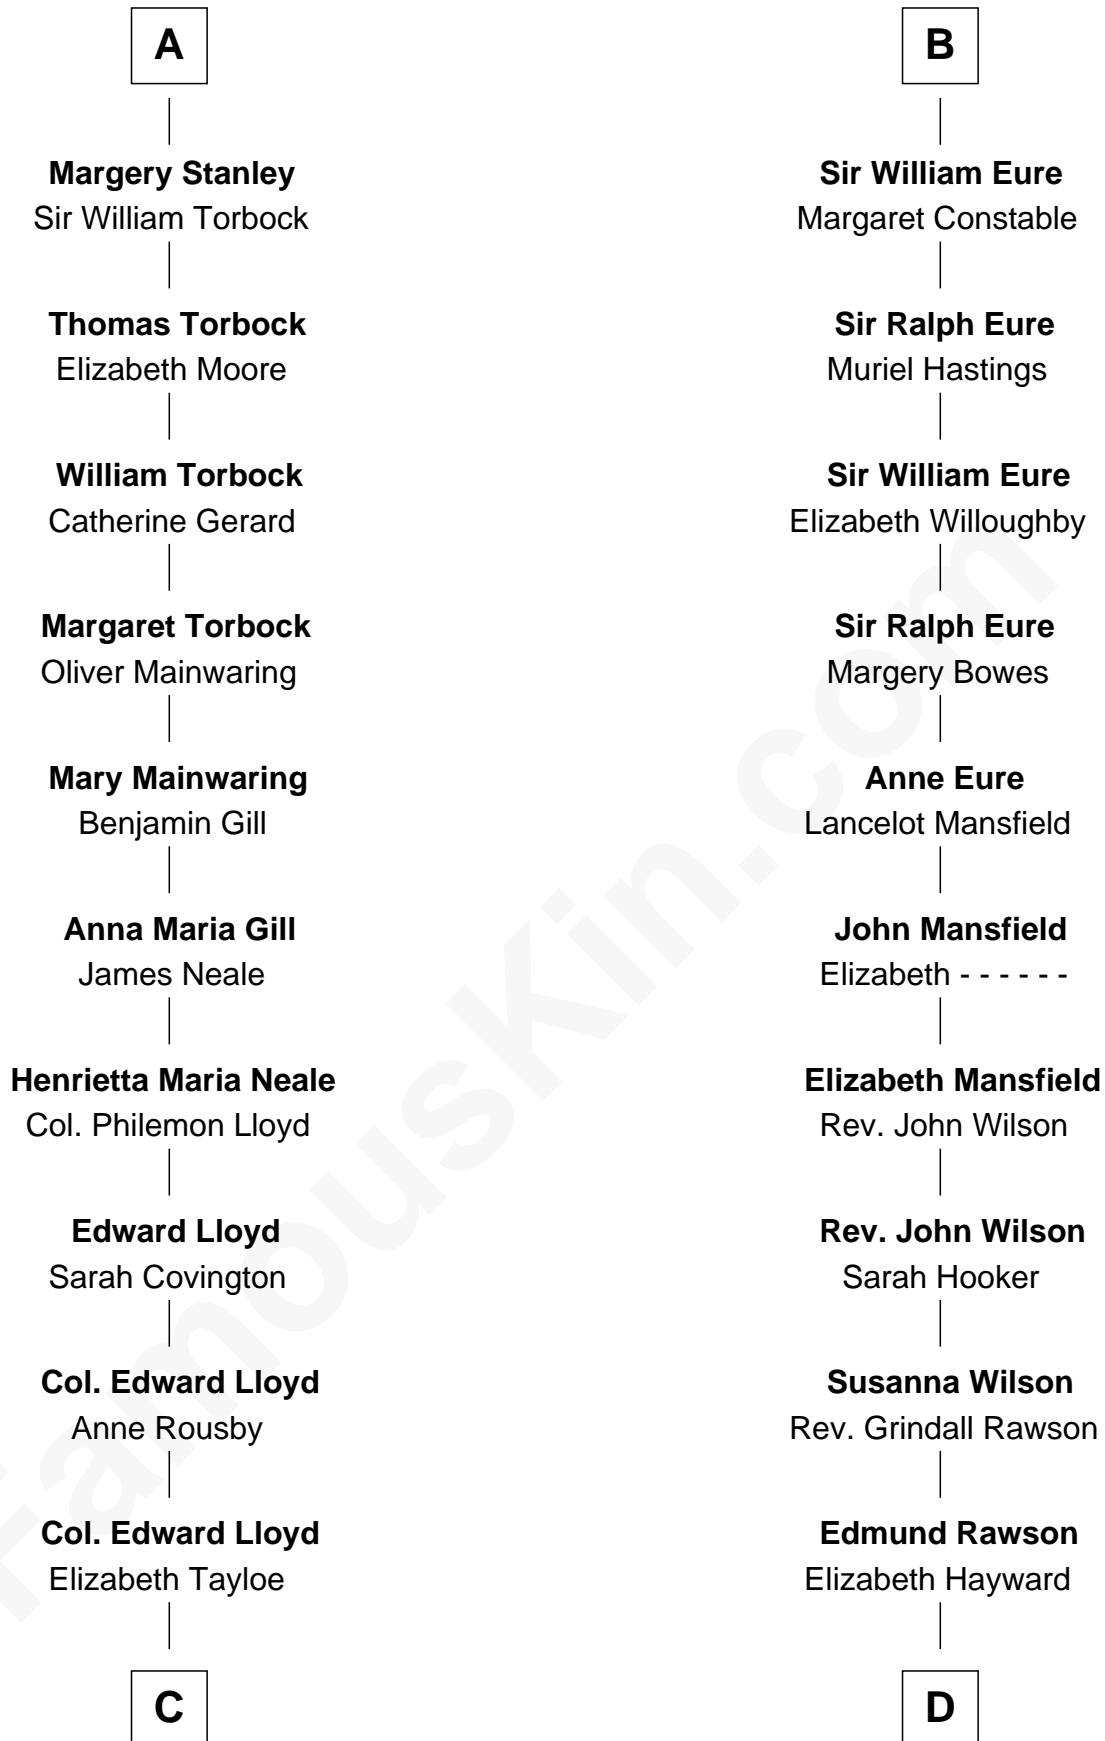 A
Margery Stanley
Sir William Torbock
Thomas Torbock
Elizabeth Moore
William Torbock
Catherine Gerard
Margaret Torbock
Oliver Mainwaring
Mary Mainwaring
Benjamin Gill
Anna Maria Gill
James Neale
Henrietta Maria Neale
Col. Philemon Lloyd
Edward Lloyd
Sarah Covington
Col. Edward Lloyd
Anne Rousby
Col. Edward Lloyd
Elizabeth Tayloe
C
B
Sir William Eure
Margaret Constable
Sir Ralph Eure
Muriel Hastings
Sir William Eure
Elizabeth Willoughby
Sir Ralph Eure
Margery Bowes
Anne Eure
Lancelot Mansfield
John Mansfield
Elizabeth - - - - - -
Elizabeth Mansfield
Rev. John Wilson
Rev. John Wilson
Sarah Hooker
Susanna Wilson
Rev. Grindall Rawson
Edmund Rawson
Elizabeth Hayward
D
FamousKin.com